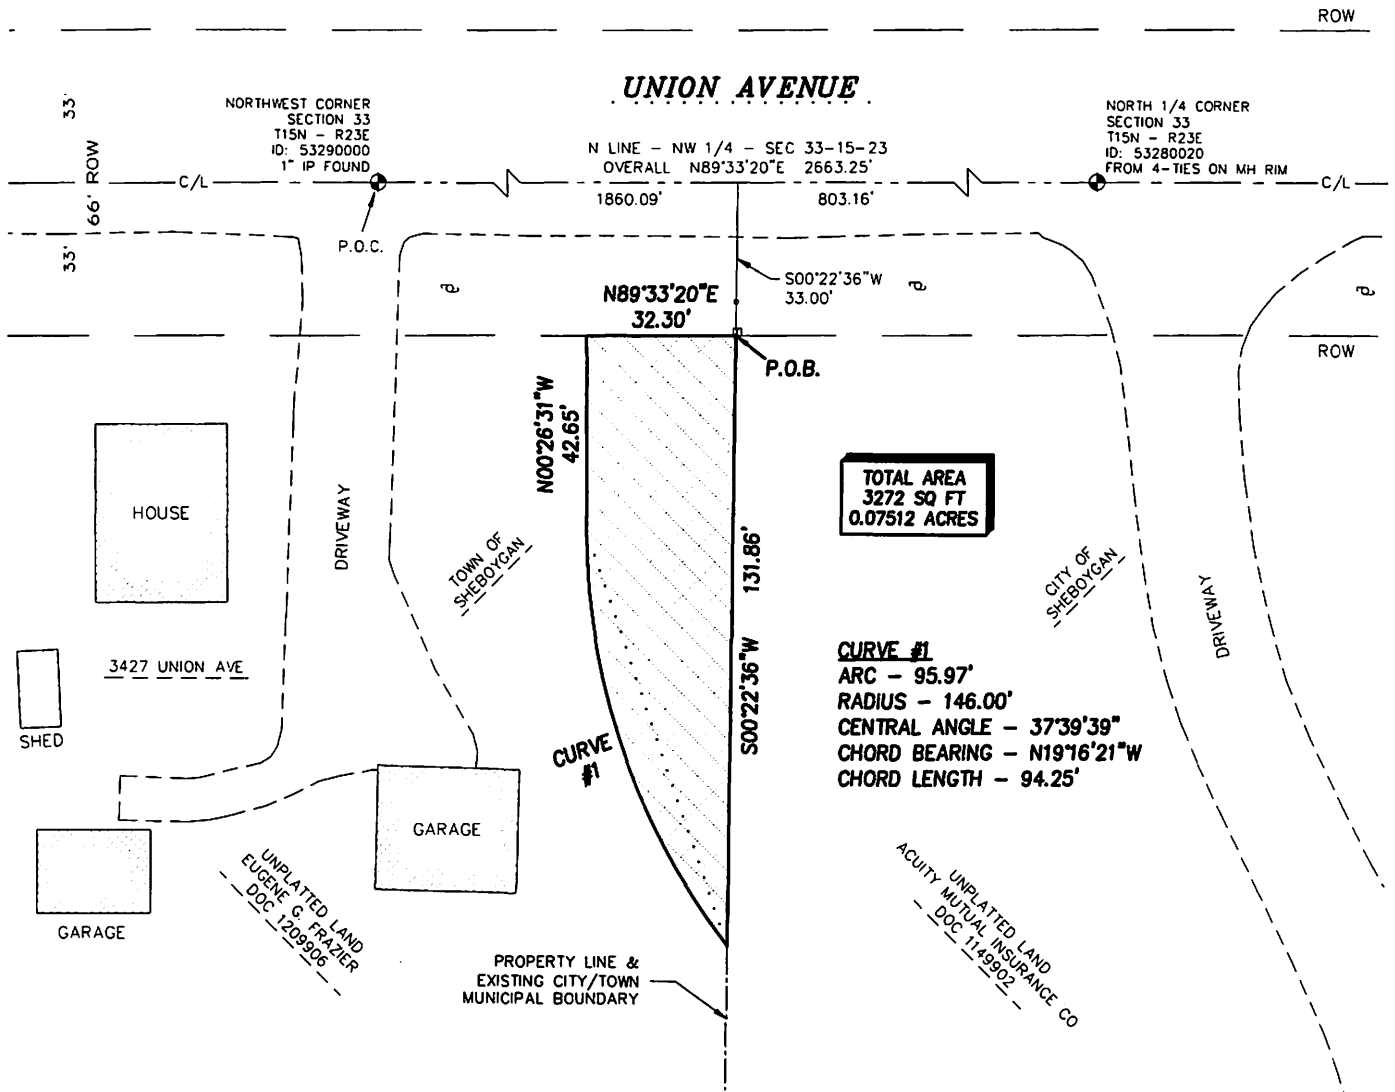 ROW
UNION AVENUE
33'
66' ROW
33'
NORTHWEST CORNER
SECTION 33
T15N - R23E
ID: 53290000
1" IP FOUND
N LINE - NW 1/4 - SEC 33-15-23
OVERALL N89°33'20"E 2663.25'
1860.09'
803.16'
NORTH 1/4 CORNER
SECTION 33
T15N - R23E
ID: 53280020
FROM 4-TIES ON MH RIM
C/L
C/L
P.O.C.
S00°22'36"W
33.00'
N89°33'20"E
32.30'
P.O.B.
ROW
N00°26'31"W
42.65'
TOTAL AREA
3272 SQ FT
0.07512 ACRES
HOUSE
DRIVEWAY
TOWN OF
SHEBOYGAN
131.86'
S00°22'36"W
CITY OF
SHEBOYGAN
DRIVEWAY
3427 UNION AVE
SHED
CURVE
#1
CURVE #1
ARC - 95.97'
RADIUS - 146.00'
CENTRAL ANGLE - 37°39'39"
CHORD BEARING - N19°16'21"W
CHORD LENGTH - 94.25'
GARAGE
GARAGE
UNPLATTED LAND
EUGENE G. FRAZIER
DOC 1209906
UNPLATTED LAND
ACUITY MUTUAL INSURANCE CO
DOC 1149902
PROPERTY LINE &
EXISTING CITY/TOWN
MUNICIPAL BOUNDARY